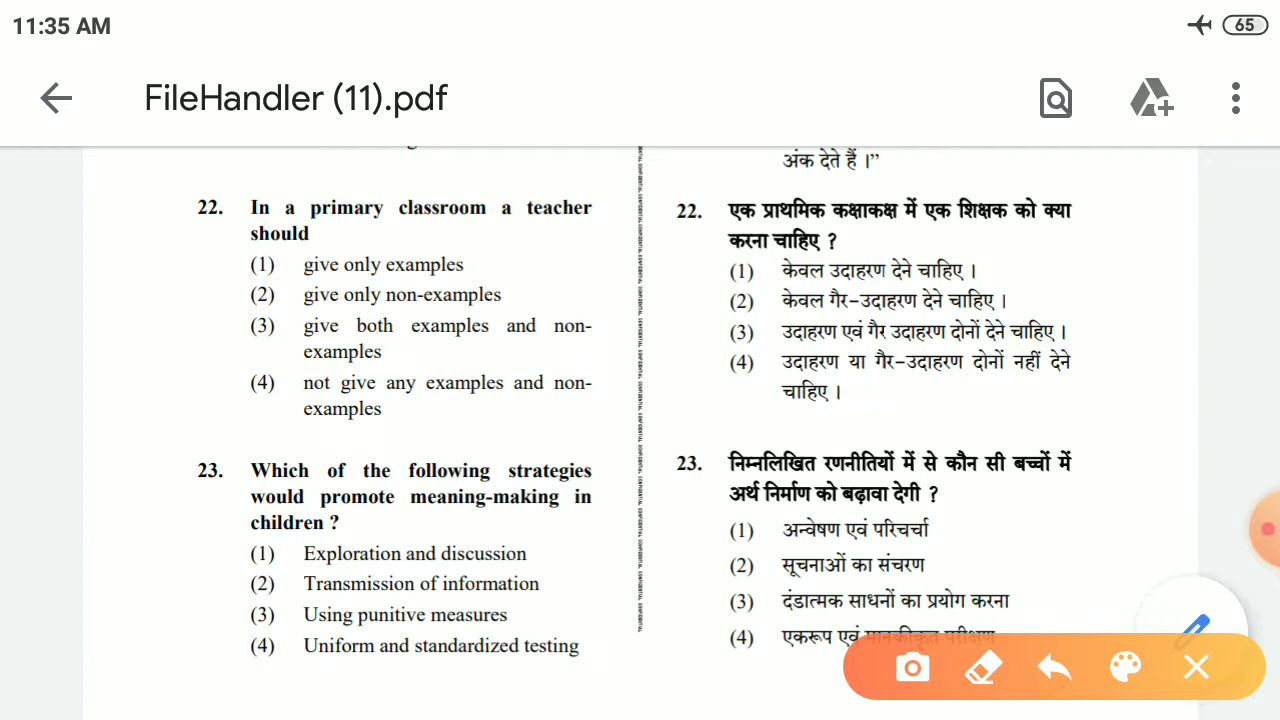 11:35 AM
65
FileHandler (11).pdf
अंक देते हैं ।”
22. In a primary classroom a teacher
should
(1) give only examples
(2) give only non-examples
(3) give both examples and non-
examples
(4) not give any examples and non-
examples
23. Which of the following strategies
would promote meaning-making in
children ?
(1) Exploration and discussion
(2) Transmission of information
(3) Using punitive measures
(4) Uniform and standardized testing
22. एक प्राथमिक कक्षाकक्ष में एक शिक्षक को क्या
करना चाहिए ?
(1) केवल उदाहरण देने चाहिए ।
(2) केवल गैर-उदाहरण देने चाहिए ।
(3) उदाहरण एवं गैर उदाहरण दोनों देने चाहिए ।
(4) उदाहरण या गैर-उदाहरण दोनों नहीं देने
चाहिए ।
23. निम्नलिखित रणनीतियों में से कौन सी बच्चों में
अर्थ निर्माण को बढ़ावा देगी ?
(1) अन्वेषण एवं परिचर्चा
(2) सूचनाओं का संचरण
(3) दंडात्मक साधनों का प्रयोग करना
(4) एकरूप एवं मानकीकृत परीक्षण